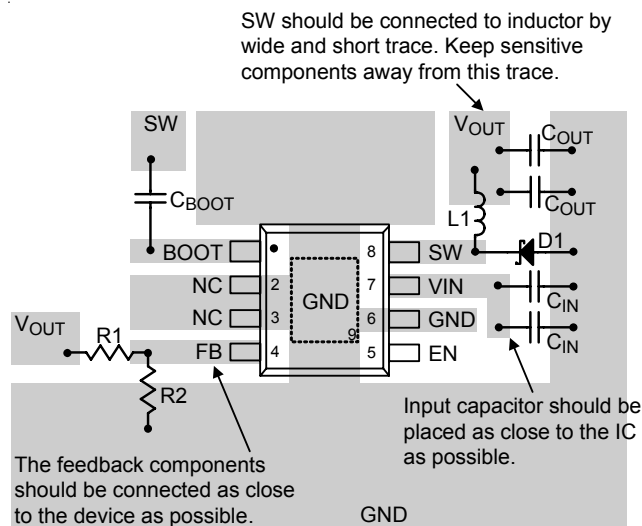 SW should be connected to inductor by
wide and short trace. Keep sensitive
components away from this trace.
SW
VOUT
COUT
CBOOT
COUT
L1
D1
BOOT
8
SW
NC
2
7
VIN
CIN
GND
NC
3
6
GND
9
CIN
VOUT
R1
FB
4
5
EN
R2
Input capacitor should be
placed as close to the IC
as possible.
The feedback components
should be connected as close
to the device as possible.
GND